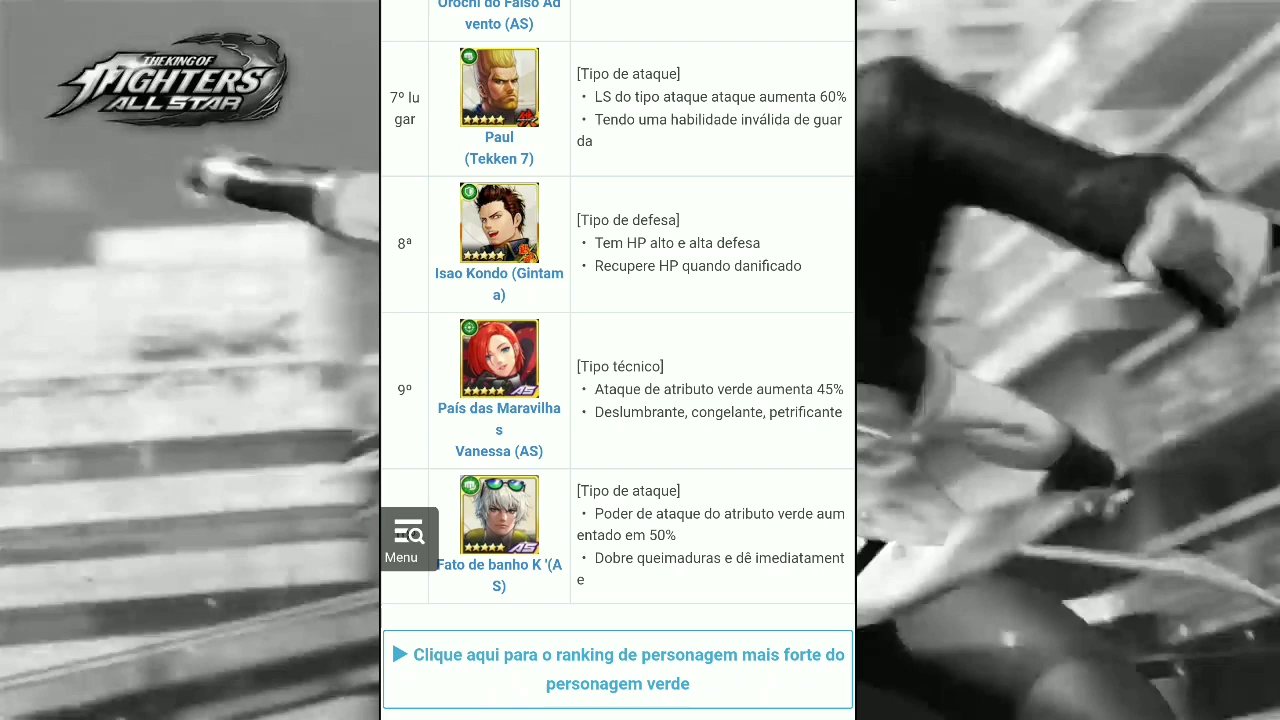 THE KING OF
FIGHTERS
ALL STAR
Orochi do Falso Ad
vento (AS)
7º lu
gar
Paul
(Tekken 7)
[Tipo de ataque]
・ LS do tipo ataque ataque aumenta 60%
・ Tendo uma habilidade inválida de guar
da
8ª
Isao Kondo (Gintam
a)
[Tipo de defesa]
・ Tem HP alto e alta defesa
・ Recupere HP quando danificado
9º
AS
País das Maravilha
s
Vanessa (AS)
[Tipo técnico]
・ Ataque de atributo verde aumenta 45%
・ Deslumbrante, congelante, petrificante
Menu
AS
Fato de banho K '(A
S)
[Tipo de ataque]
・ Poder de ataque do atributo verde aum
entado em 50%
・ Dobre queimaduras e dê imediatament
e
▶ Clique aqui para o ranking de personagem mais forte do
personagem verde